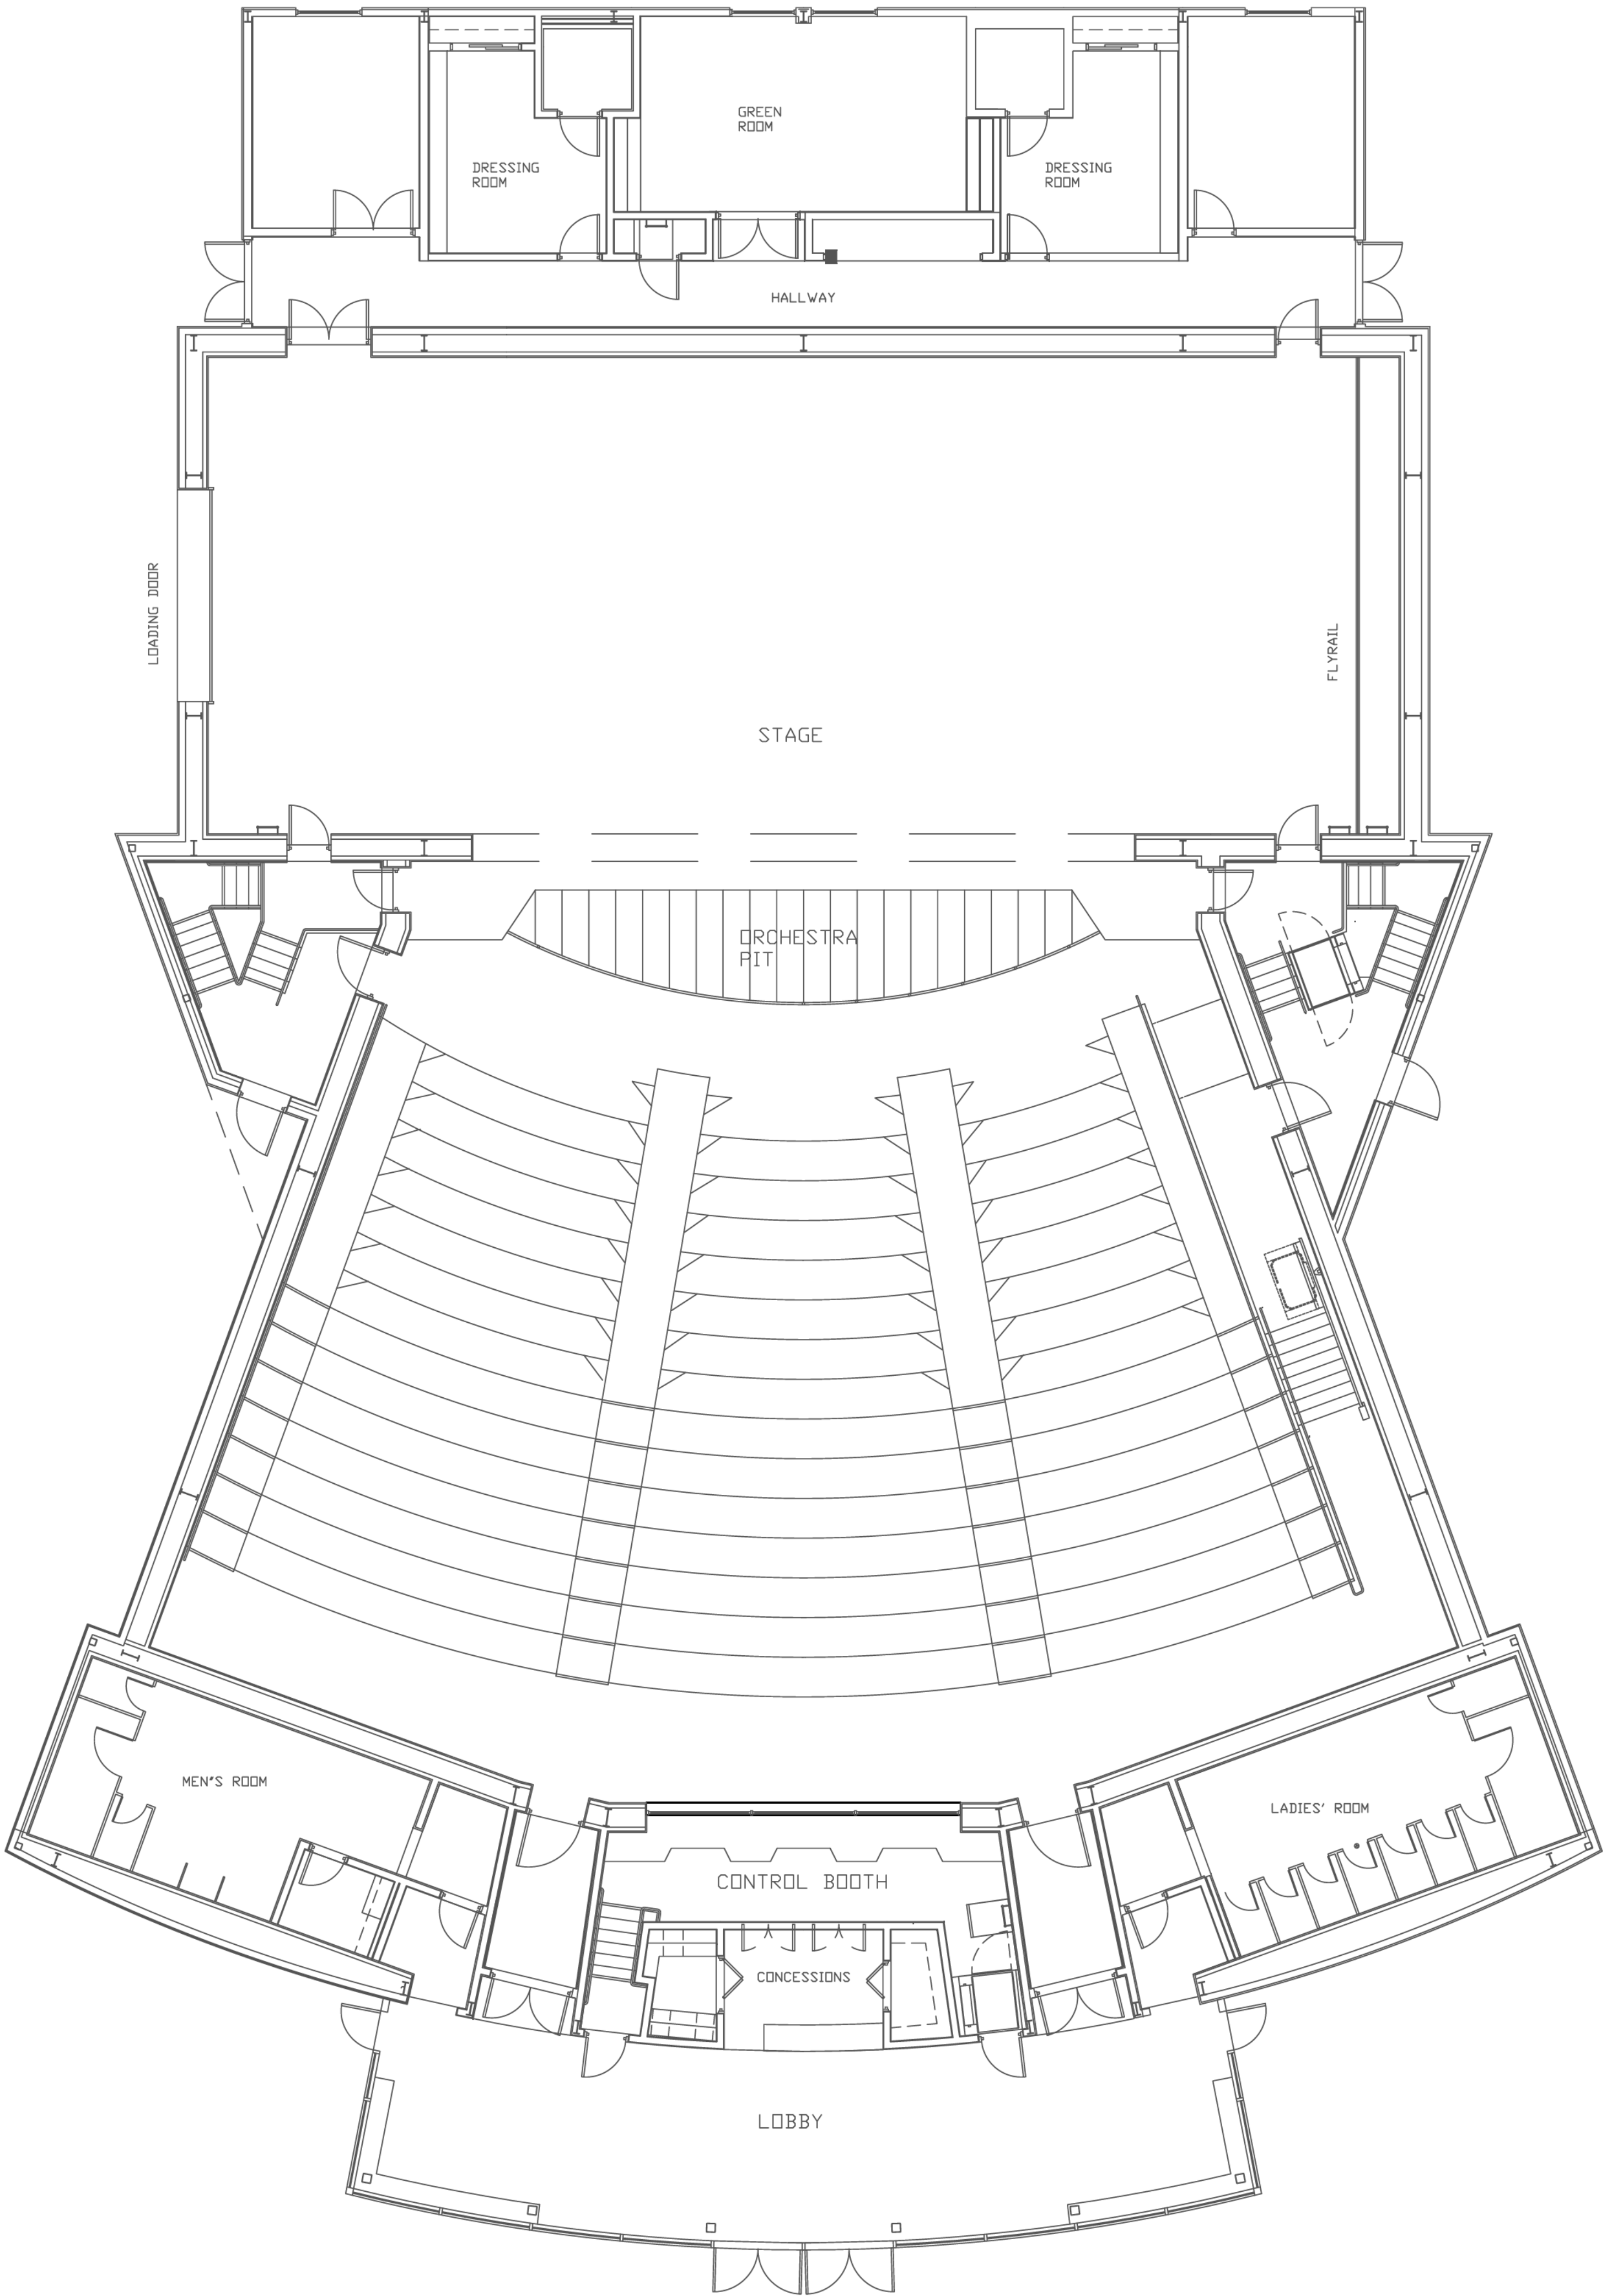 GREEN
ROOM
DRESSING
ROOM
DRESSING
ROOM
HALLWAY
LOADING DOOR
FLYRAIL
STAGE
ORCHESTRA
PIT
MEN'S ROOM
LADIES' ROOM
CONTROL BOOTH
CONCESSIONS
LOBBY